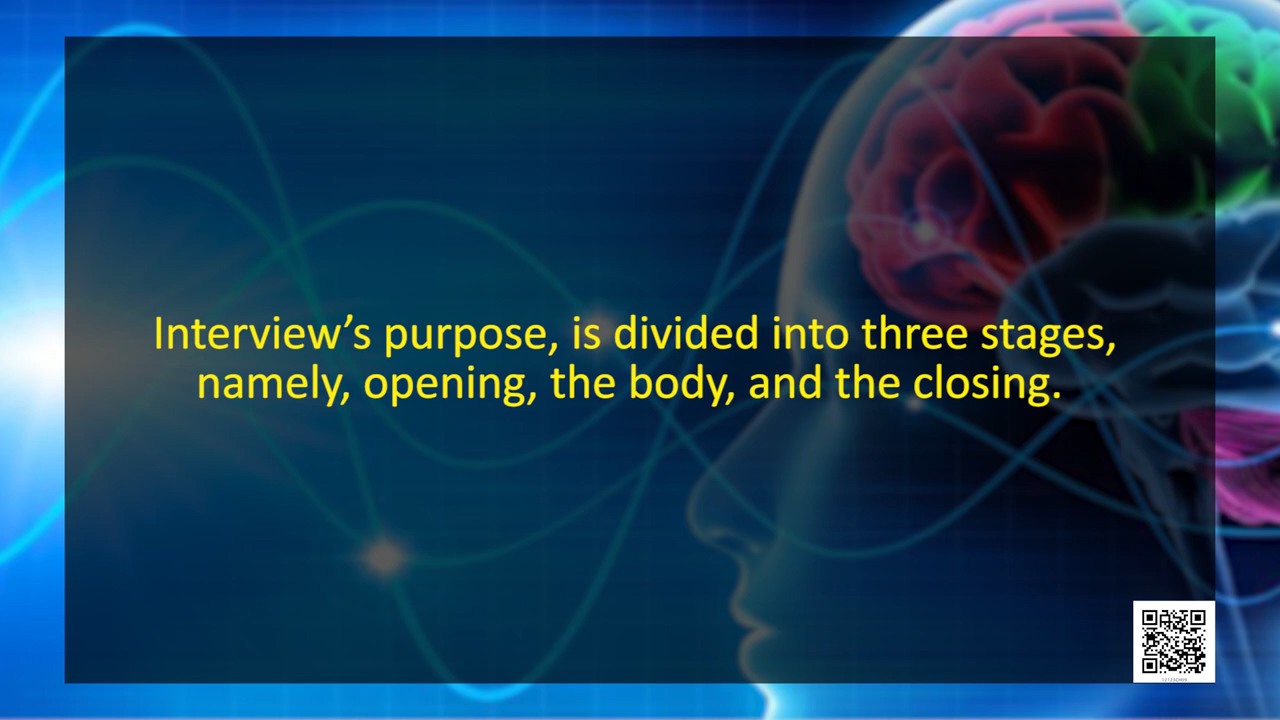 Interview’s purpose, is divided into three stages,
namely, opening, the body, and the closing.